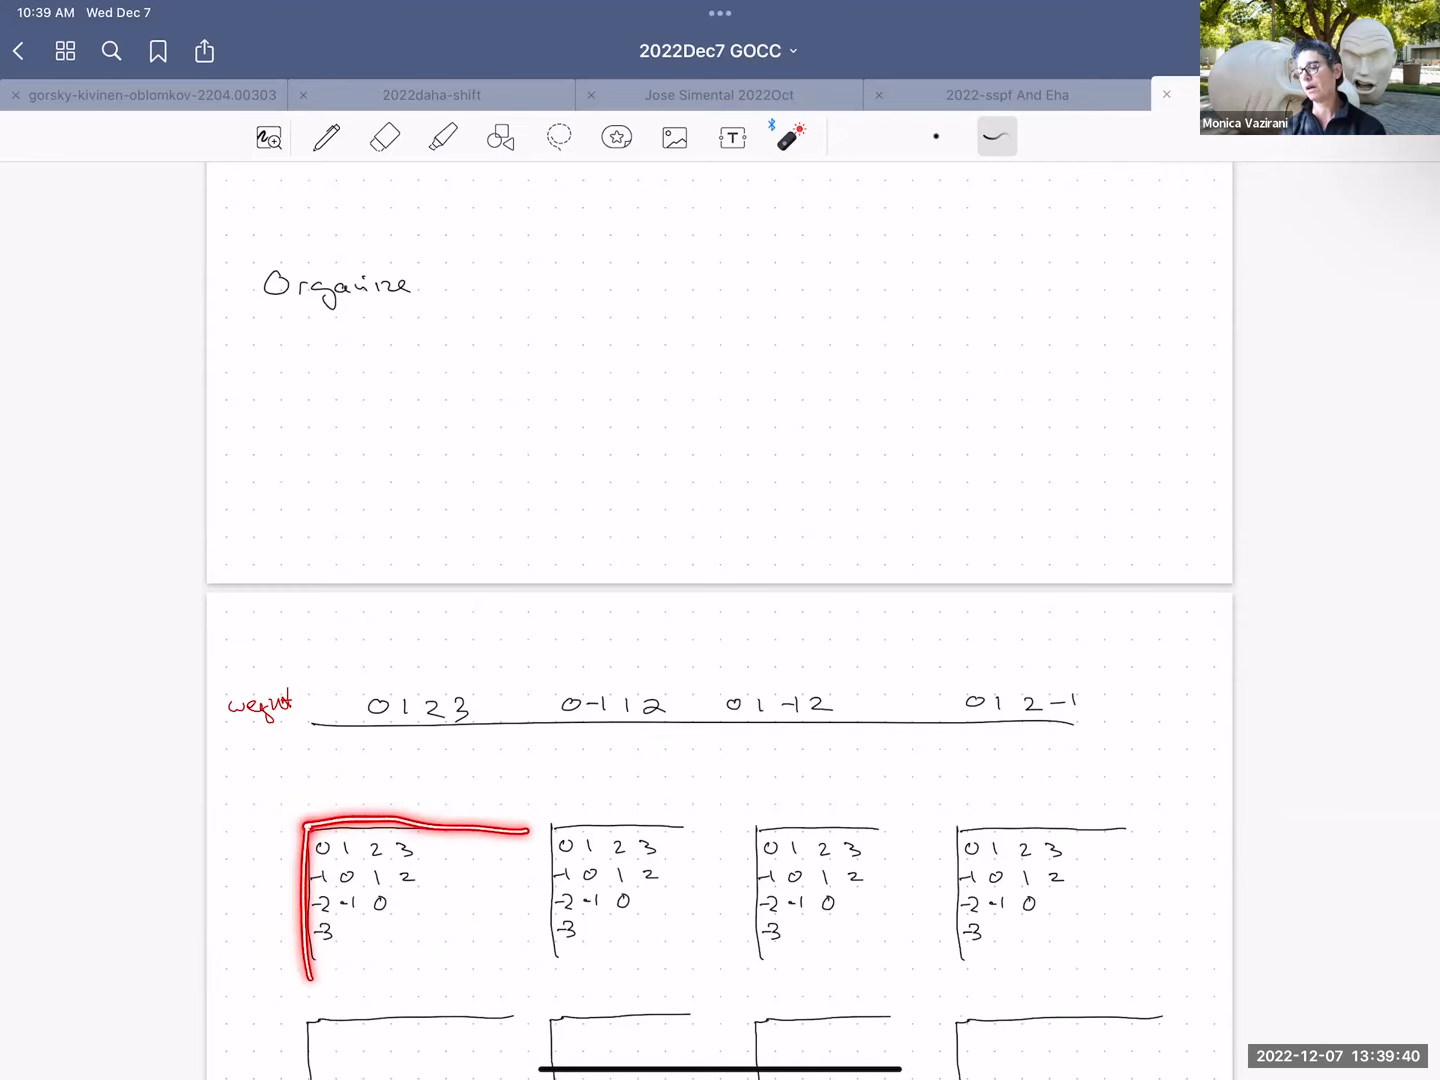 10:39 AM Wed Dec 7
2022Dec7 GOCC
gorsky-kivinen-oblomkov-2204.00303
2022daha-shift
Jose Simental 2022Oct
2022-sspf And Eha
Monica Vazirani
Organize
weight 0 1 2 3 0 -1 1 2 0 1 -1 2 0 1 2 -1
0 1 2 3 0 1 2 3 0 1 2 3 0 1 2 3
-1 0 1 2 -1 0 1 2 -1 0 1 2 -1 0 1 2
-2 -1 0 -2 -1 0 -2 -1 0 -2 -1 0
-3 -3 -3 -3
2022-12-07 13:39:40